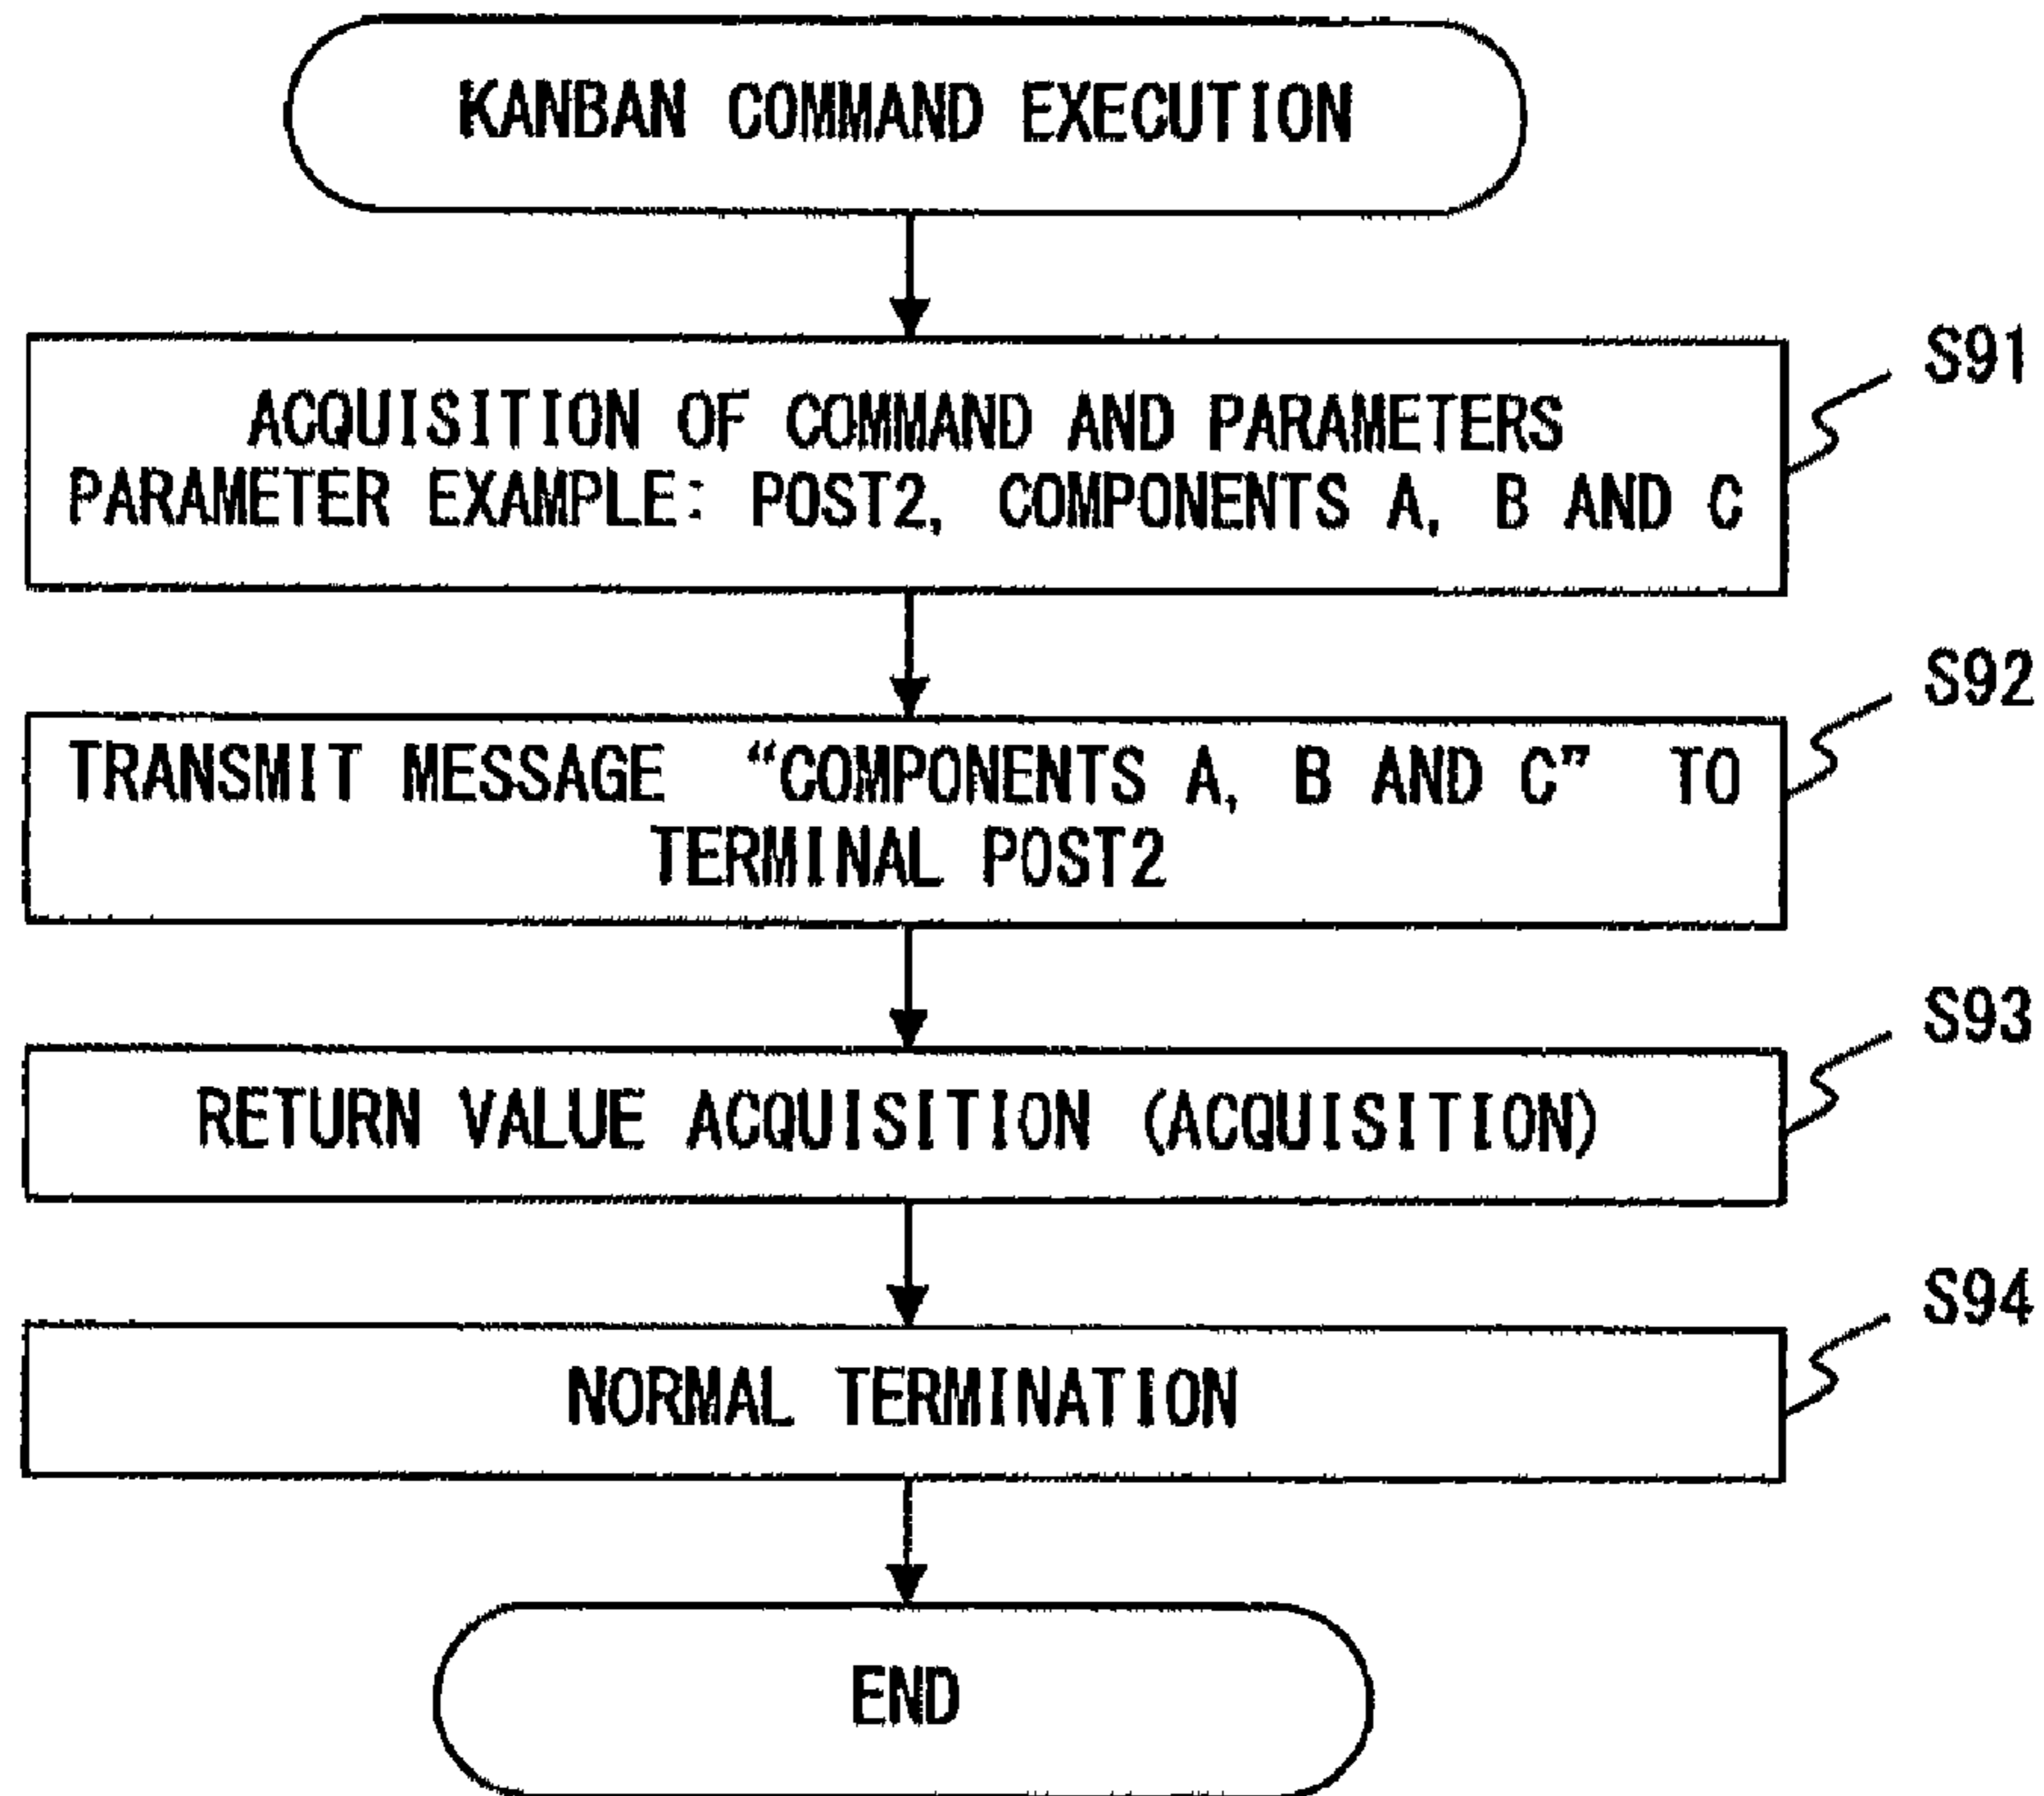 KANBAN COMMAND EXECUTION
S91
ACQUISITION OF COMMAND AND PARAMETERS
PARAMETER EXAMPLE: POST2, COMPONENTS A, B AND C
S92
TRANSMIT MESSAGE “COMPONENTS A, B AND C” TO
TERMINAL POST2
S93
RETURN VALUE ACQUISITION (ACQUISITION)
S94
NORMAL TERMINATION
END